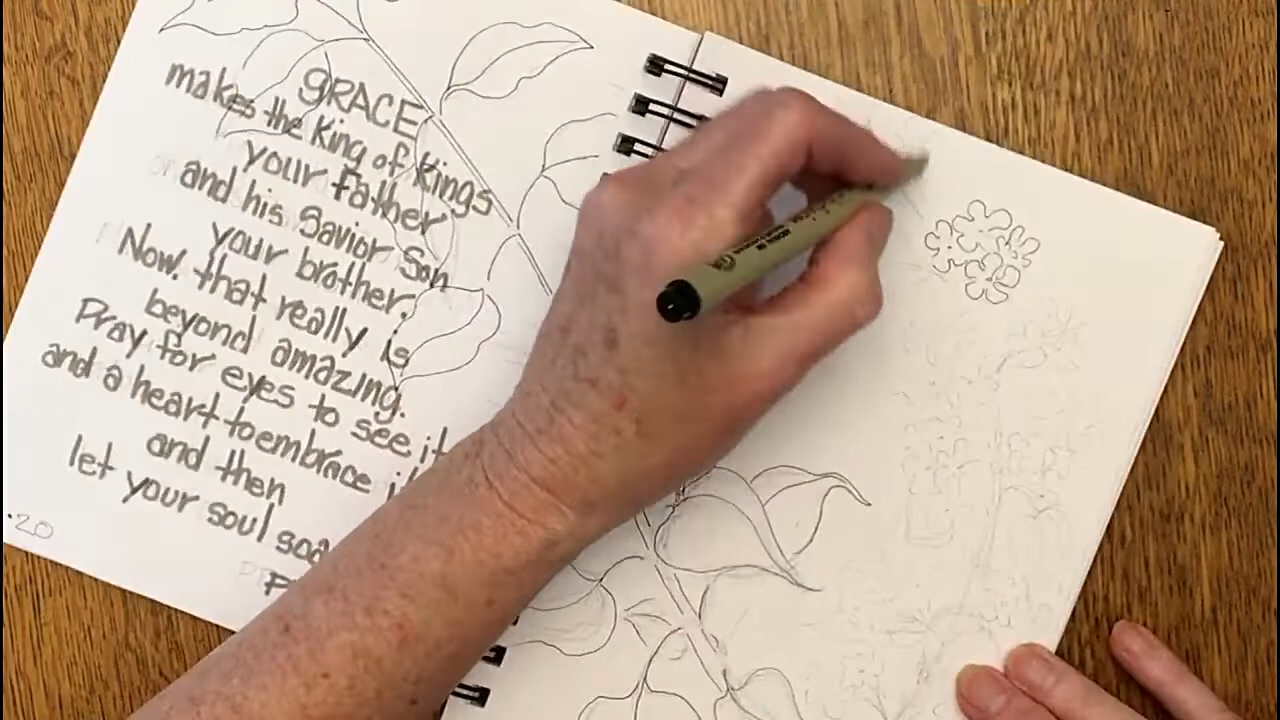 GRACE
makes the King of Kings
your Father
and his Savior Son
your brother.
Now. that really is
beyond amazing.
Pray for eyes to see it
and a heart to embrace
and then
let your soul
.20